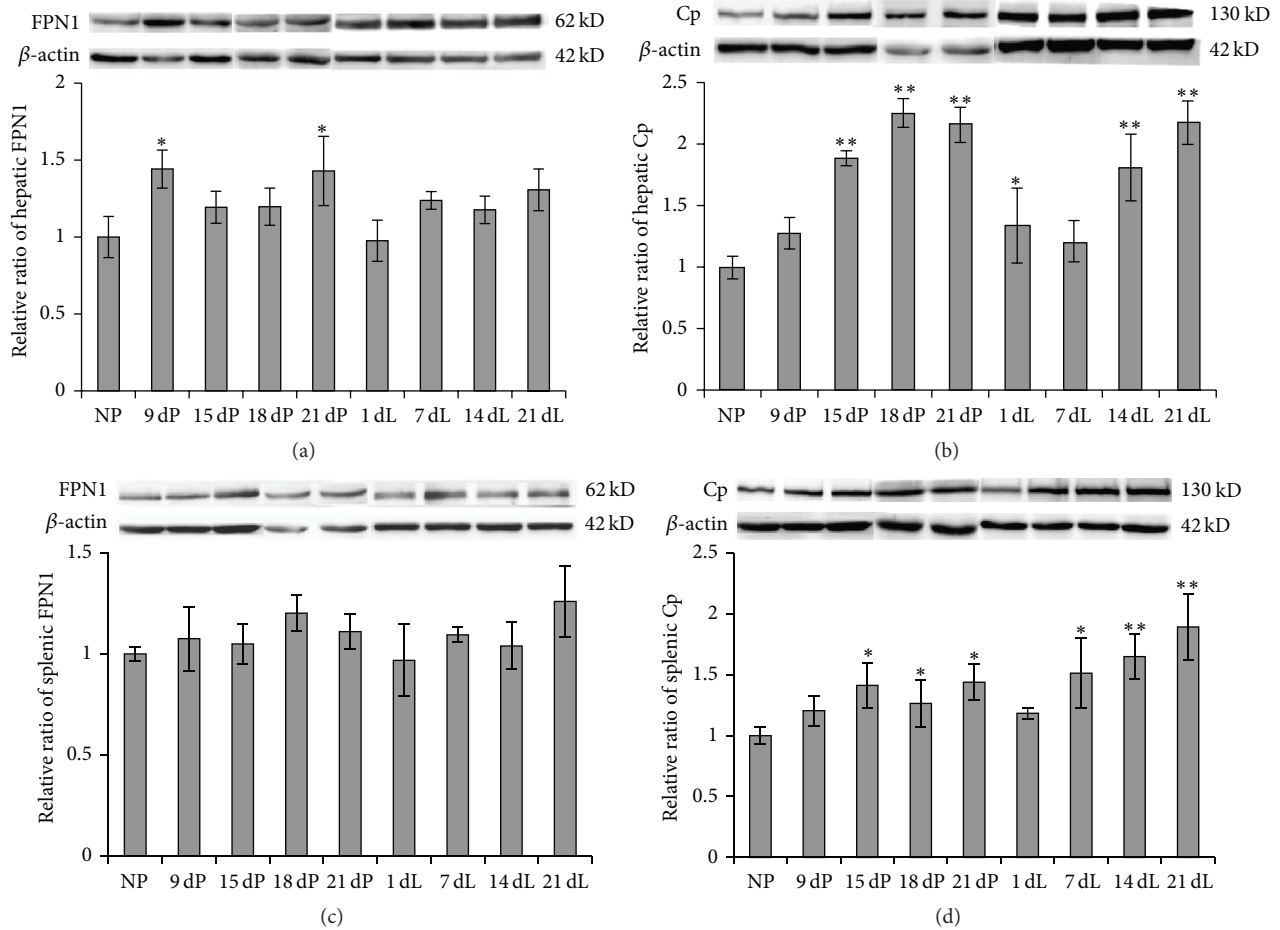 FPN1 62 kD
β-actin 42 kD
Relative ratio of hepatic FPN1
2
1.5
1
0.5
0
* *
NP 9 dP 15 dP 18 dP 21 dP 1 dL 7 dL 14 dL 21 dL
(a)
Cp 130 kD
β-actin 42 kD
Relative ratio of hepatic Cp
2.5
2
1.5
1
0.5
0
** ** ** * ** **
NP 9 dP 15 dP 18 dP 21 dP 1 dL 7 dL 14 dL 21 dL
(b)
FPN1 62 kD
β-actin 42 kD
Relative ratio of splenic FPN1
1.5
1
0.5
0
NP 9 dP 15 dP 18 dP 21 dP 1 dL 7 dL 14 dL 21 dL
(c)
Cp 130 kD
β-actin 42 kD
Relative ratio of splenic Cp
2.5
2
1.5
1
0.5
0
* * * * ** **
NP 9 dP 15 dP 18 dP 21 dP 1 dL 7 dL 14 dL 21 dL
(d)